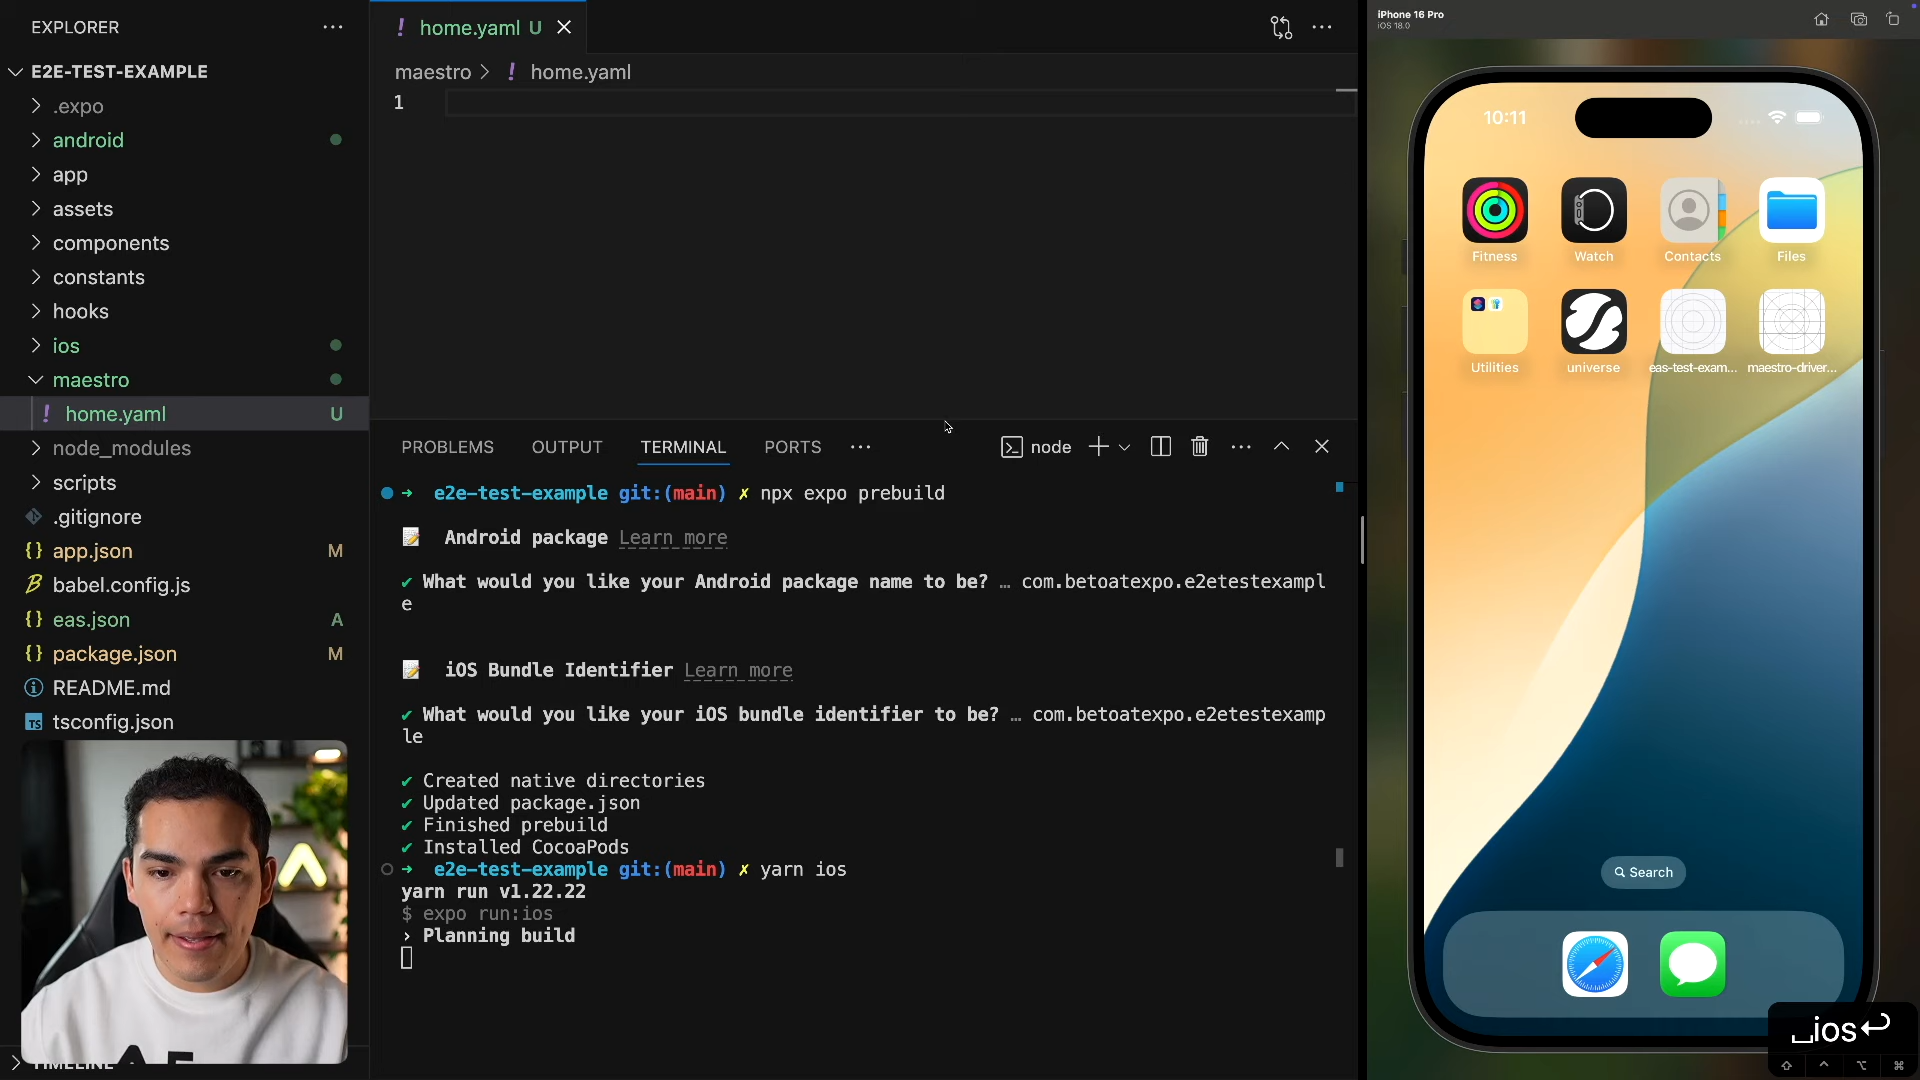 EXPLORER
E2E-TEST-EXAMPLE
.expo
android
app
assets
components
constants
hooks
ios
maestro
! home.yaml U
node_modules
scripts
.gitignore
{} app.json M
babel.config.js
{} eas.json A
{} package.json M
README.md
TS tsconfig.json
TIMELINE
! home.yaml U
maestro > ! home.yaml
1
PROBLEMS OUTPUT TERMINAL PORTS
node
→ e2e-test-example git:(main) ✗ npx expo prebuild
📝 Android package Learn more
✔ What would you like your Android package name to be? … com.betoatexpo.e2etestexampl
e
📝 iOS Bundle Identifier Learn more
✔ What would you like your iOS bundle identifier to be? … com.betoatexpo.e2etestexamp
le
✔ Created native directories
✔ Updated package.json
✔ Finished prebuild
✔ Installed CocoaPods
→ e2e-test-example git:(main) ✗ yarn ios
yarn run v1.22.22
$ expo run:ios
› Planning build
iPhone 16 Pro
iOS 18.0
10:11
Fitness
Watch
Contacts
Files
Utilities
universe
eas-test-exam...
maestro-driver...
Search
␣ios↩